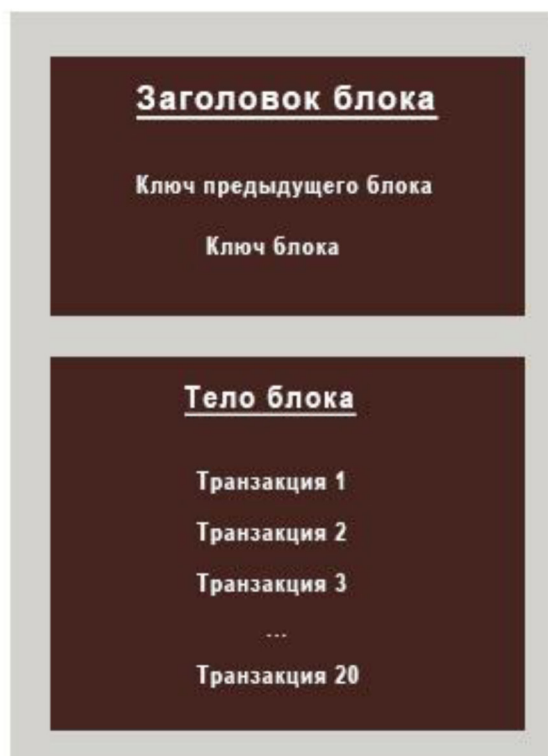 Заголовок блока
Ключ предыдущего блока
Ключ блока
Тело блока
Транзакция 1
Транзакция 2
Транзакция 3
...
Транзакция 20